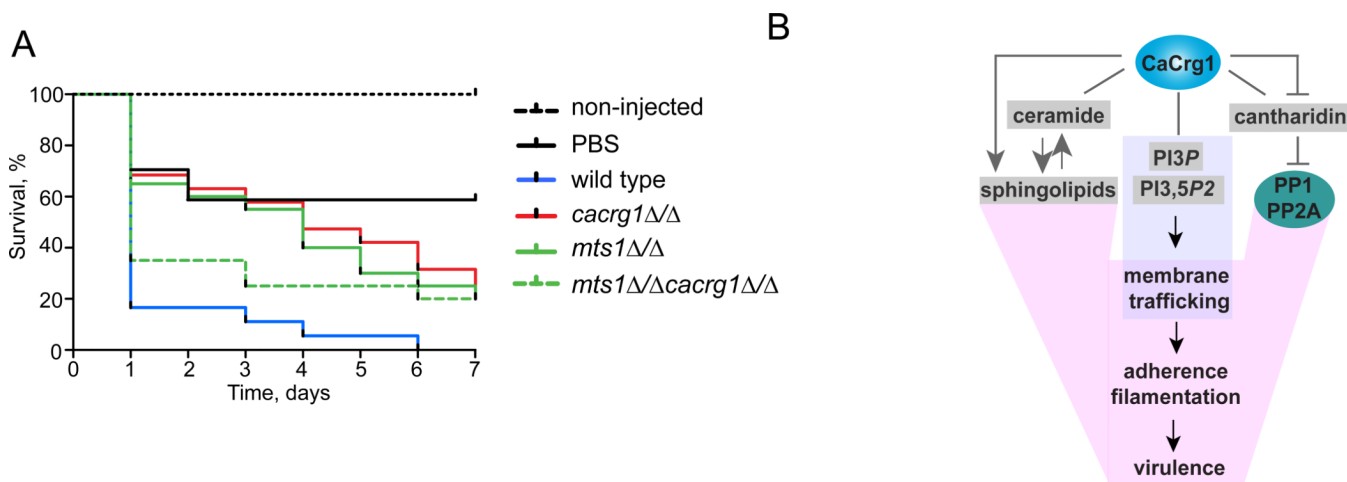 A
Survival, %
100
80
60
40
20
0
0 1 2 3 4 5 6 7
Time, days
non-injected
PBS
wild type
cacrg1Δ/Δ
mts1Δ/Δ
mts1Δ/Δcacrg1Δ/Δ
B
CaCrg1
ceramide
cantharidin
PI3P
sphingolipids
PI3,5P2
PP1
PP2A
membrane
trafficking
adherence
filamentation
virulence